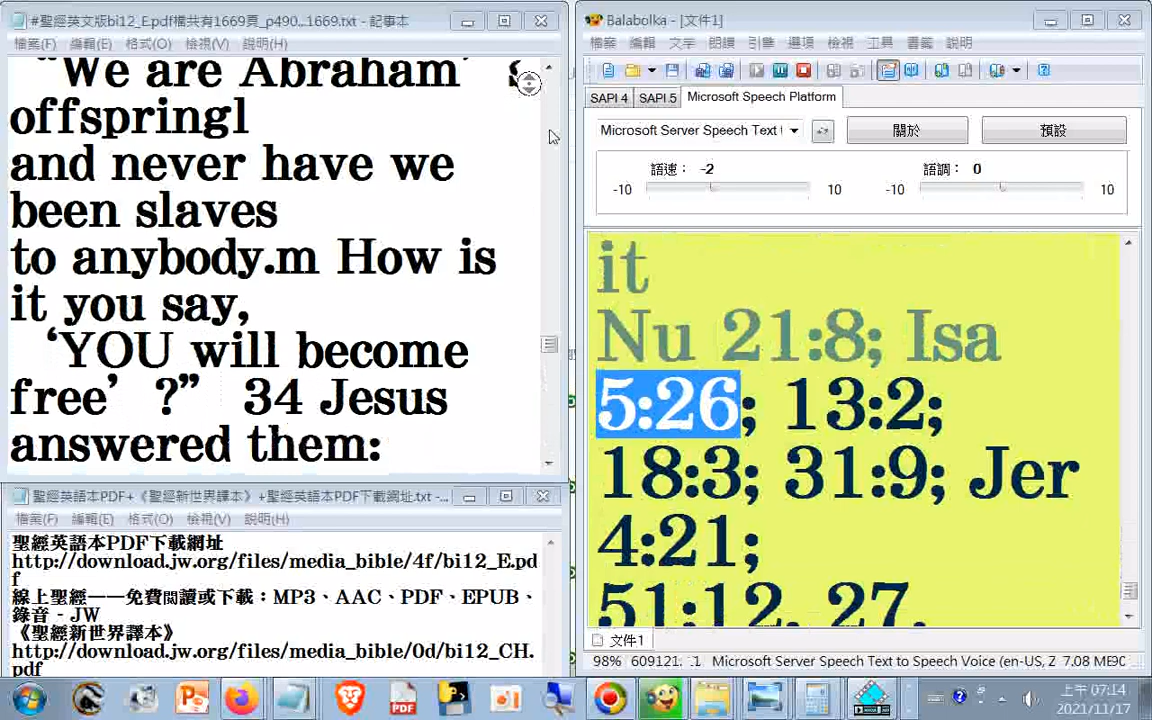 #聖經英文版bi12_E.pdf檔共有1669頁_p490...1669.txt - 記事本
檔案(F) 編輯(E) 格式(O) 檢視(V) 說明(H)
“We are Abraham’s
offspringl
and never have we
been slaves
to anybody.m How is
it you say,
‘YOU will become
free’?” 34 Jesus
answered them:
聖經英語本PDF+《聖經新世界譯本》+聖經英語本PDF下載網址.txt -...
檔案(F) 編輯(E) 格式(O) 檢視(V) 說明(H)
聖經英語本PDF下載網址
http://download.jw.org/files/media_bible/4f/bi12_E.pd
f
線上聖經──免費閱讀或下載：MP3、AAC、PDF、EPUB、
錄音 - JW
《聖經新世界譯本》
http://download.jw.org/files/media_bible/0d/bi12_CH.
pdf
Balabolka - [文件1]
檔案 編輯 文字 朗讀 引擎 選項 檢視 工具 書籤 說明
SAPI 4 SAPI 5 Microsoft Speech Platform
Microsoft Server Speech Text 關於 預設
語速： -2 語調： 0
-10 10 -10 10
it
Nu 21:8; Isa
5:26; 13:2;
18:3; 31:9; Jer
4:21;
51:12, 27.
文件1
98% 609121. .1 Microsoft Server Speech Text to Speech Voice (en-US, Z 7.08 ME
PDF
上午 07:14
2021/11/17